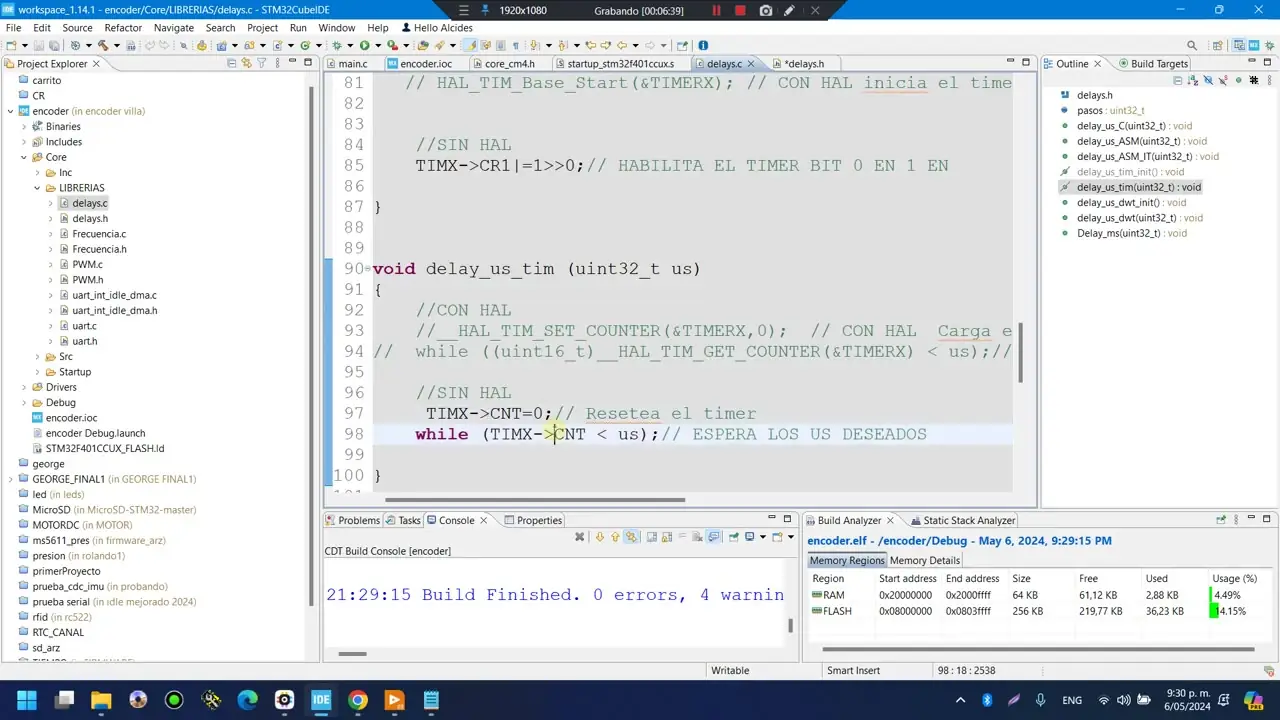 workspace_1.14.1 - encoder/Core/LIBRERIAS/delays.c - STM32CubeIDE
1920x1080
Grabando [00:06:39]
File Edit Source Refactor Navigate Search Project Run Window Help Hello Alcides
Project Explorer
carrito
CR
encoder (in encoder villa)
Binaries
Includes
Core
Inc
LIBRERIAS
delays.c
delays.h
Frecuencia.c
Frecuencia.h
PWM.c
PWM.h
uart_int_idle_dma.c
uart_int_idle_dma.h
uart.c
uart.h
Src
Startup
Drivers
Debug
encoder.ioc
encoder Debug.launch
STM32F401CCUX_FLASH.ld
george
GEORGE_FINAL1 (in GEORGE FINAL1)
led (in leds)
MicroSD (in MicroSD-STM32-master)
MOTORDC (in MOTOR)
ms5611_pres (in firmware_arz)
presion (in rolando1)
primerProyecto
prueba_cdc_imu (in probando)
prueba serial (in idle mejorado 2024)
rfid (in rc522)
RTC_CANAL
sd_arz
main.c encoder.ioc core_cm4.h startup_stm32f401ccux.s delays.c *delays.h
81 // HAL_TIM_Base_Start(&TIMERX); // CON HAL inicia el time
82
83
84 //SIN HAL
85 TIMX->CR1|=1>>0;// HABILITA EL TIMER BIT 0 EN 1 EN
86
87 }
88
89
90 void delay_us_tim (uint32_t us)
91 {
92 //CON HAL
93 //__HAL_TIM_SET_COUNTER(&TIMERX,0); // CON HAL Carga e
94 // while ((uint16_t)__HAL_TIM_GET_COUNTER(&TIMERX) < us);//
95
96 //SIN HAL
97 TIMX->CNT=0;// Resetea el timer
98 while (TIMX->CNT < us);// ESPERA LOS US DESEADOS
99
100 }
Outline Build Targets
delays.h
pasos : uint32_t
delay_us_C(uint32_t) : void
delay_us_ASM(uint32_t) : void
delay_us_ASM_IT(uint32_t) : void
delay_us_tim_init() : void
delay_us_tim(uint32_t) : void
delay_us_dwt_init() : void
delay_us_dwt(uint32_t) : void
Delay_ms(uint32_t) : void
Problems Tasks Console Properties
CDT Build Console [encoder]
21:29:15 Build Finished. 0 errors, 4 warnin
Build Analyzer Static Stack Analyzer
encoder.elf - /encoder/Debug - May 6, 2024, 9:29:15 PM
Memory Regions Memory Details
Region Start address End address Size Free Used Usage (%)
RAM 0x20000000 0x2000ffff 64 KB 61,12 KB 2,88 KB 4.49%
FLASH 0x08000000 0x0803ffff 256 KB 219,77 KB 36,23 KB 14.15%
Writable Smart Insert 98 : 18 : 2538
IDE
ENG
9:30 p. m.
6/05/2024
PRE